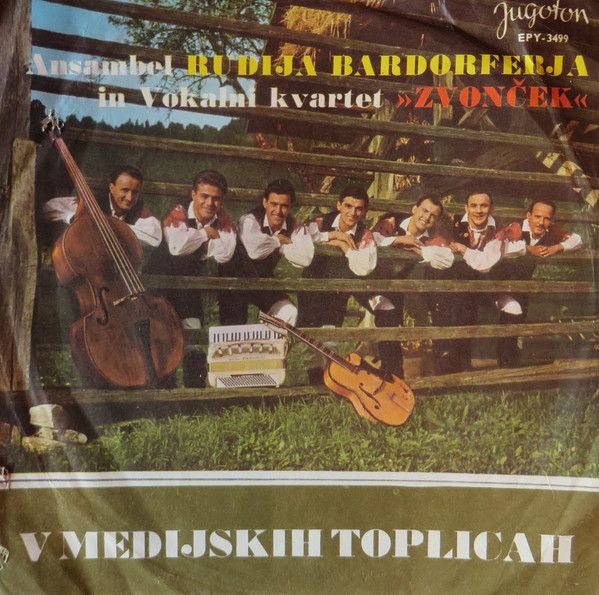 Jugoton
EPY-3499
Ansambel RUDIJA BARDORFERJA
in Vokalni kvartet »ZVONČEK«
V MEDIJSKIH TOPLICAH